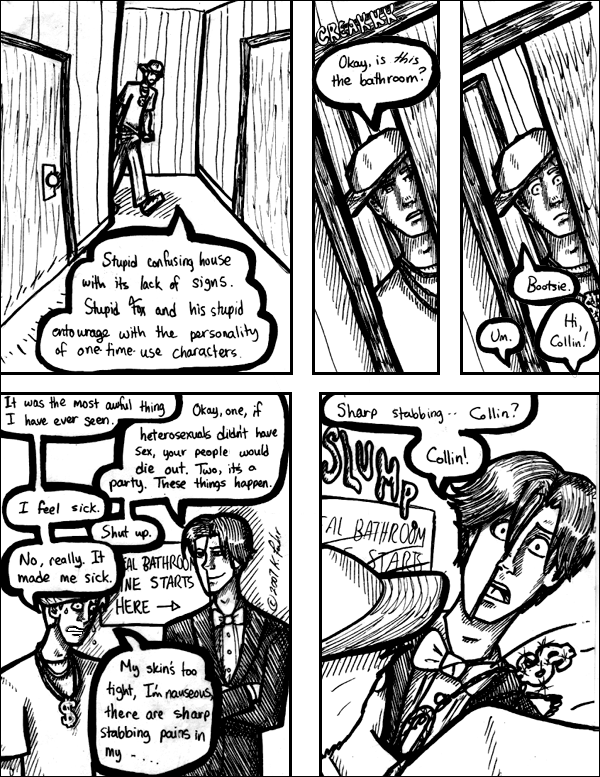 Stupid confusing house
with its lack of signs.
Stupid Fox and his stupid
entourage with the personality
of one-time-use characters.
CREAKKK
Okay, is this
the bathroom?
Bootsie.
Um.
Hi,
Collin!
It was the most awful thing
I have ever seen.
Okay, one, if
heterosexuals didn't have
sex, your people would
die out. Two, it's a
party. These things happen.
I feel sick.
Shut up.
No, really. It
made me sick.
AL BATHROOM
NE STARTS
HERE →
My skin's too
tight, I'm nauseous,
there are sharp
stabbing pains in
my - ....
$
Sharp stabbing-- Collin?
Collin!
SLUMP
AL BATHROOM
E STARTS